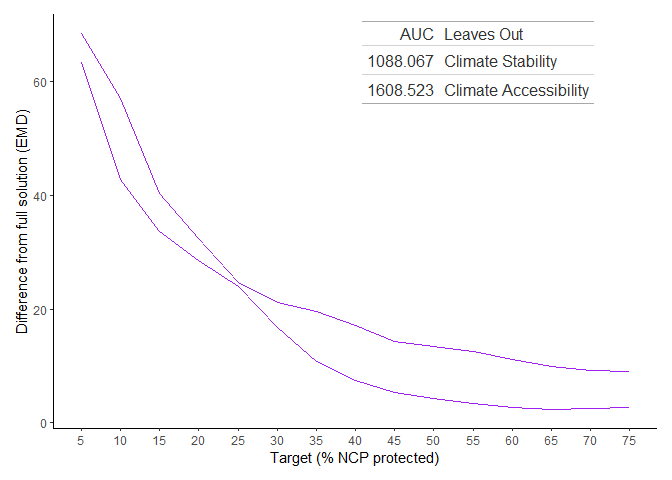 AUC Leaves Out
1088.067 Climate Stability
1608.523 Climate Accessibility
60
40
20
0
Difference from full solution (EMD)
5 10 15 20 25 30 35 40 45 50 55 60 65 70 75
Target (% NCP protected)